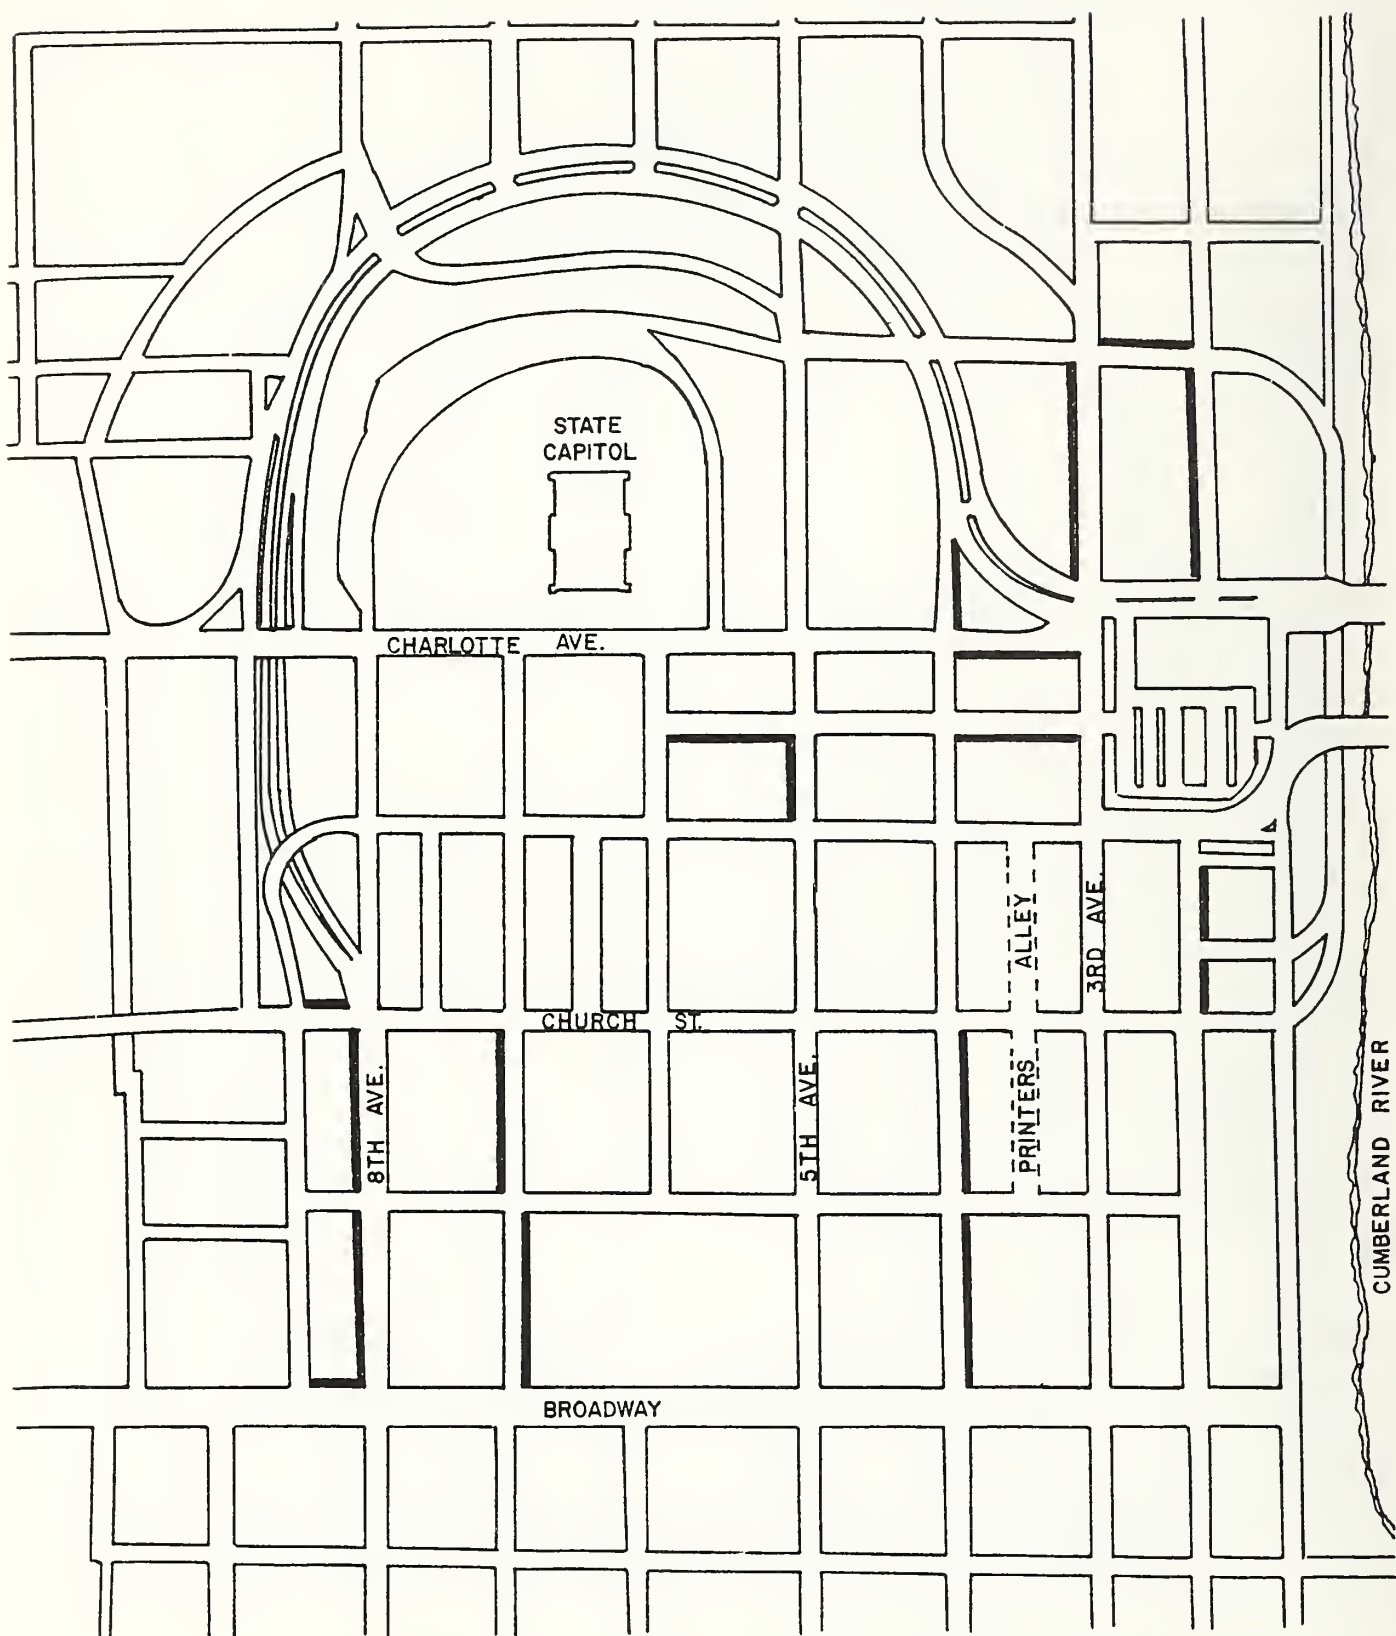 STATE
CAPITOL
CHARLOTTE AVE.
ALLEY
3RD AVE.
CHURCH ST.
8TH AVE.
5TH AVE.
PRINTERS
CUMBERLAND RIVER
BROADWAY